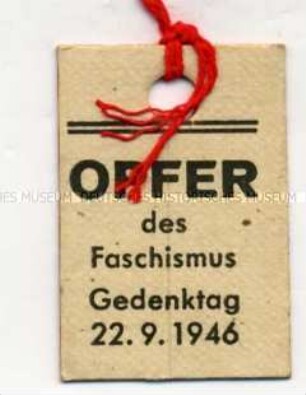 OPFER
des
Faschismus
Gedenktag
22.9.1946